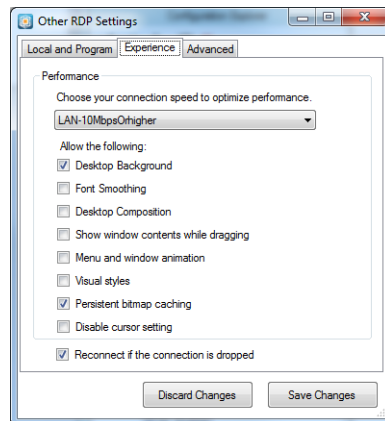 Other RDP Settings
Local and Program Experience Advanced
Performance
Choose your connection speed to optimize performance.
LAN-10MbpsOrhigher
Allow the following:
Desktop Background
Font Smoothing
Desktop Composition
Show window contents while dragging
Menu and window animation
Visual styles
Persistent bitmap caching
Disable cursor setting
Reconnect if the connection is dropped
Discard Changes Save Changes